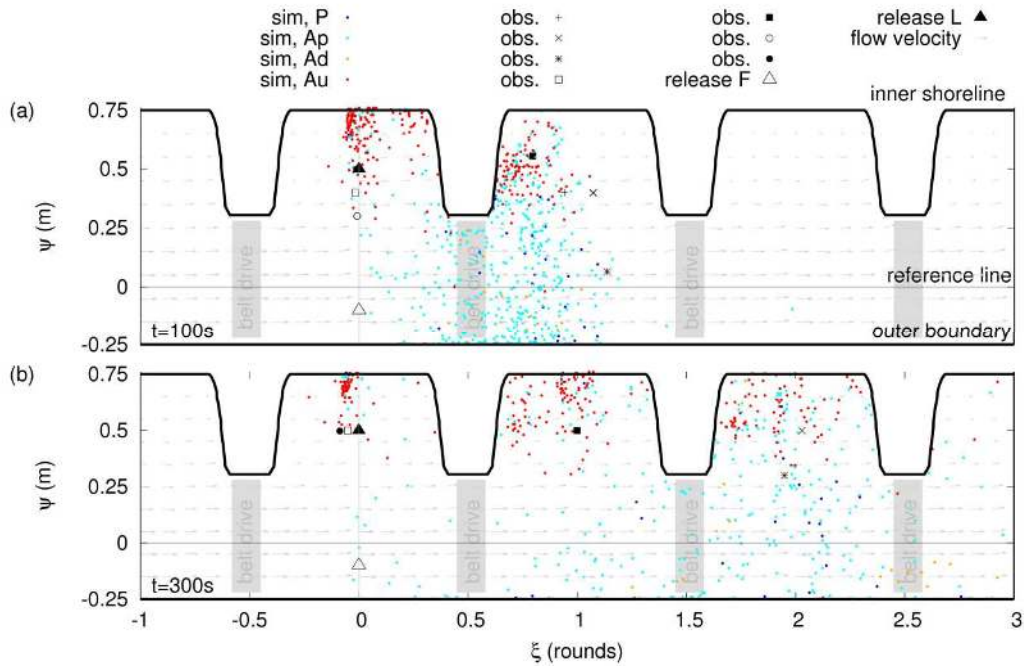 sim, P
obs.
obs.
release L
sim, Ap
obs.
obs.
flow velocity
sim, Ad
obs.
obs.
sim, Au
obs.
release F
inner shoreline
(a)
0.75
0.5
0.25
0
-0.25
ψ (m)
belt drive
belt drive
belt drive
reference line
t=100s
outer boundary
(b)
0.75
0.5
0.25
0
-0.25
ψ (m)
belt drive
belt drive
belt drive
belt drive
t=300s
-1
-0.5
0
0.5
1
1.5
2
2.5
3
ξ (rounds)